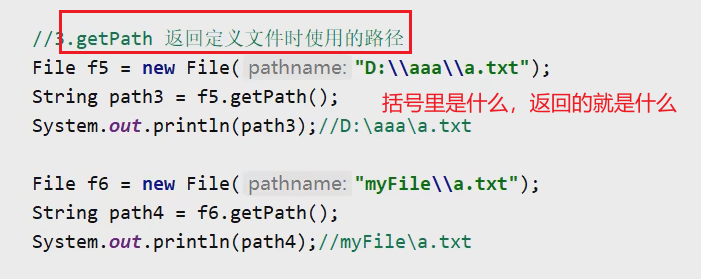 //3.getPath 返回定义文件时使用的路径
File f5 = new File( pathname: "D:\\aaa\\a.txt");
String path3 = f5.getPath();
括号里是什么，返回的就是什么
System.out.println(path3);//D:\aaa\a.txt
File f6 = new File( pathname: "myFile\\a.txt");
String path4 = f6.getPath();
System.out.println(path4);//myFile\a.txt